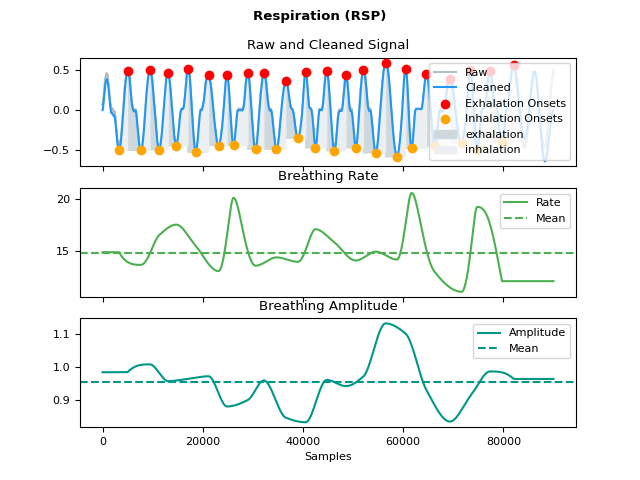 Respiration (RSP)
Raw and Cleaned Signal
0.5
0.0
−0.5
Raw
Cleaned
Exhalation Onsets
Inhalation Onsets
exhalation
inhalation
Breathing Rate
20
15
Rate
Mean
Breathing Amplitude
1.1
1.0
0.9
Amplitude
Mean
0 20000 40000 60000 80000
Samples